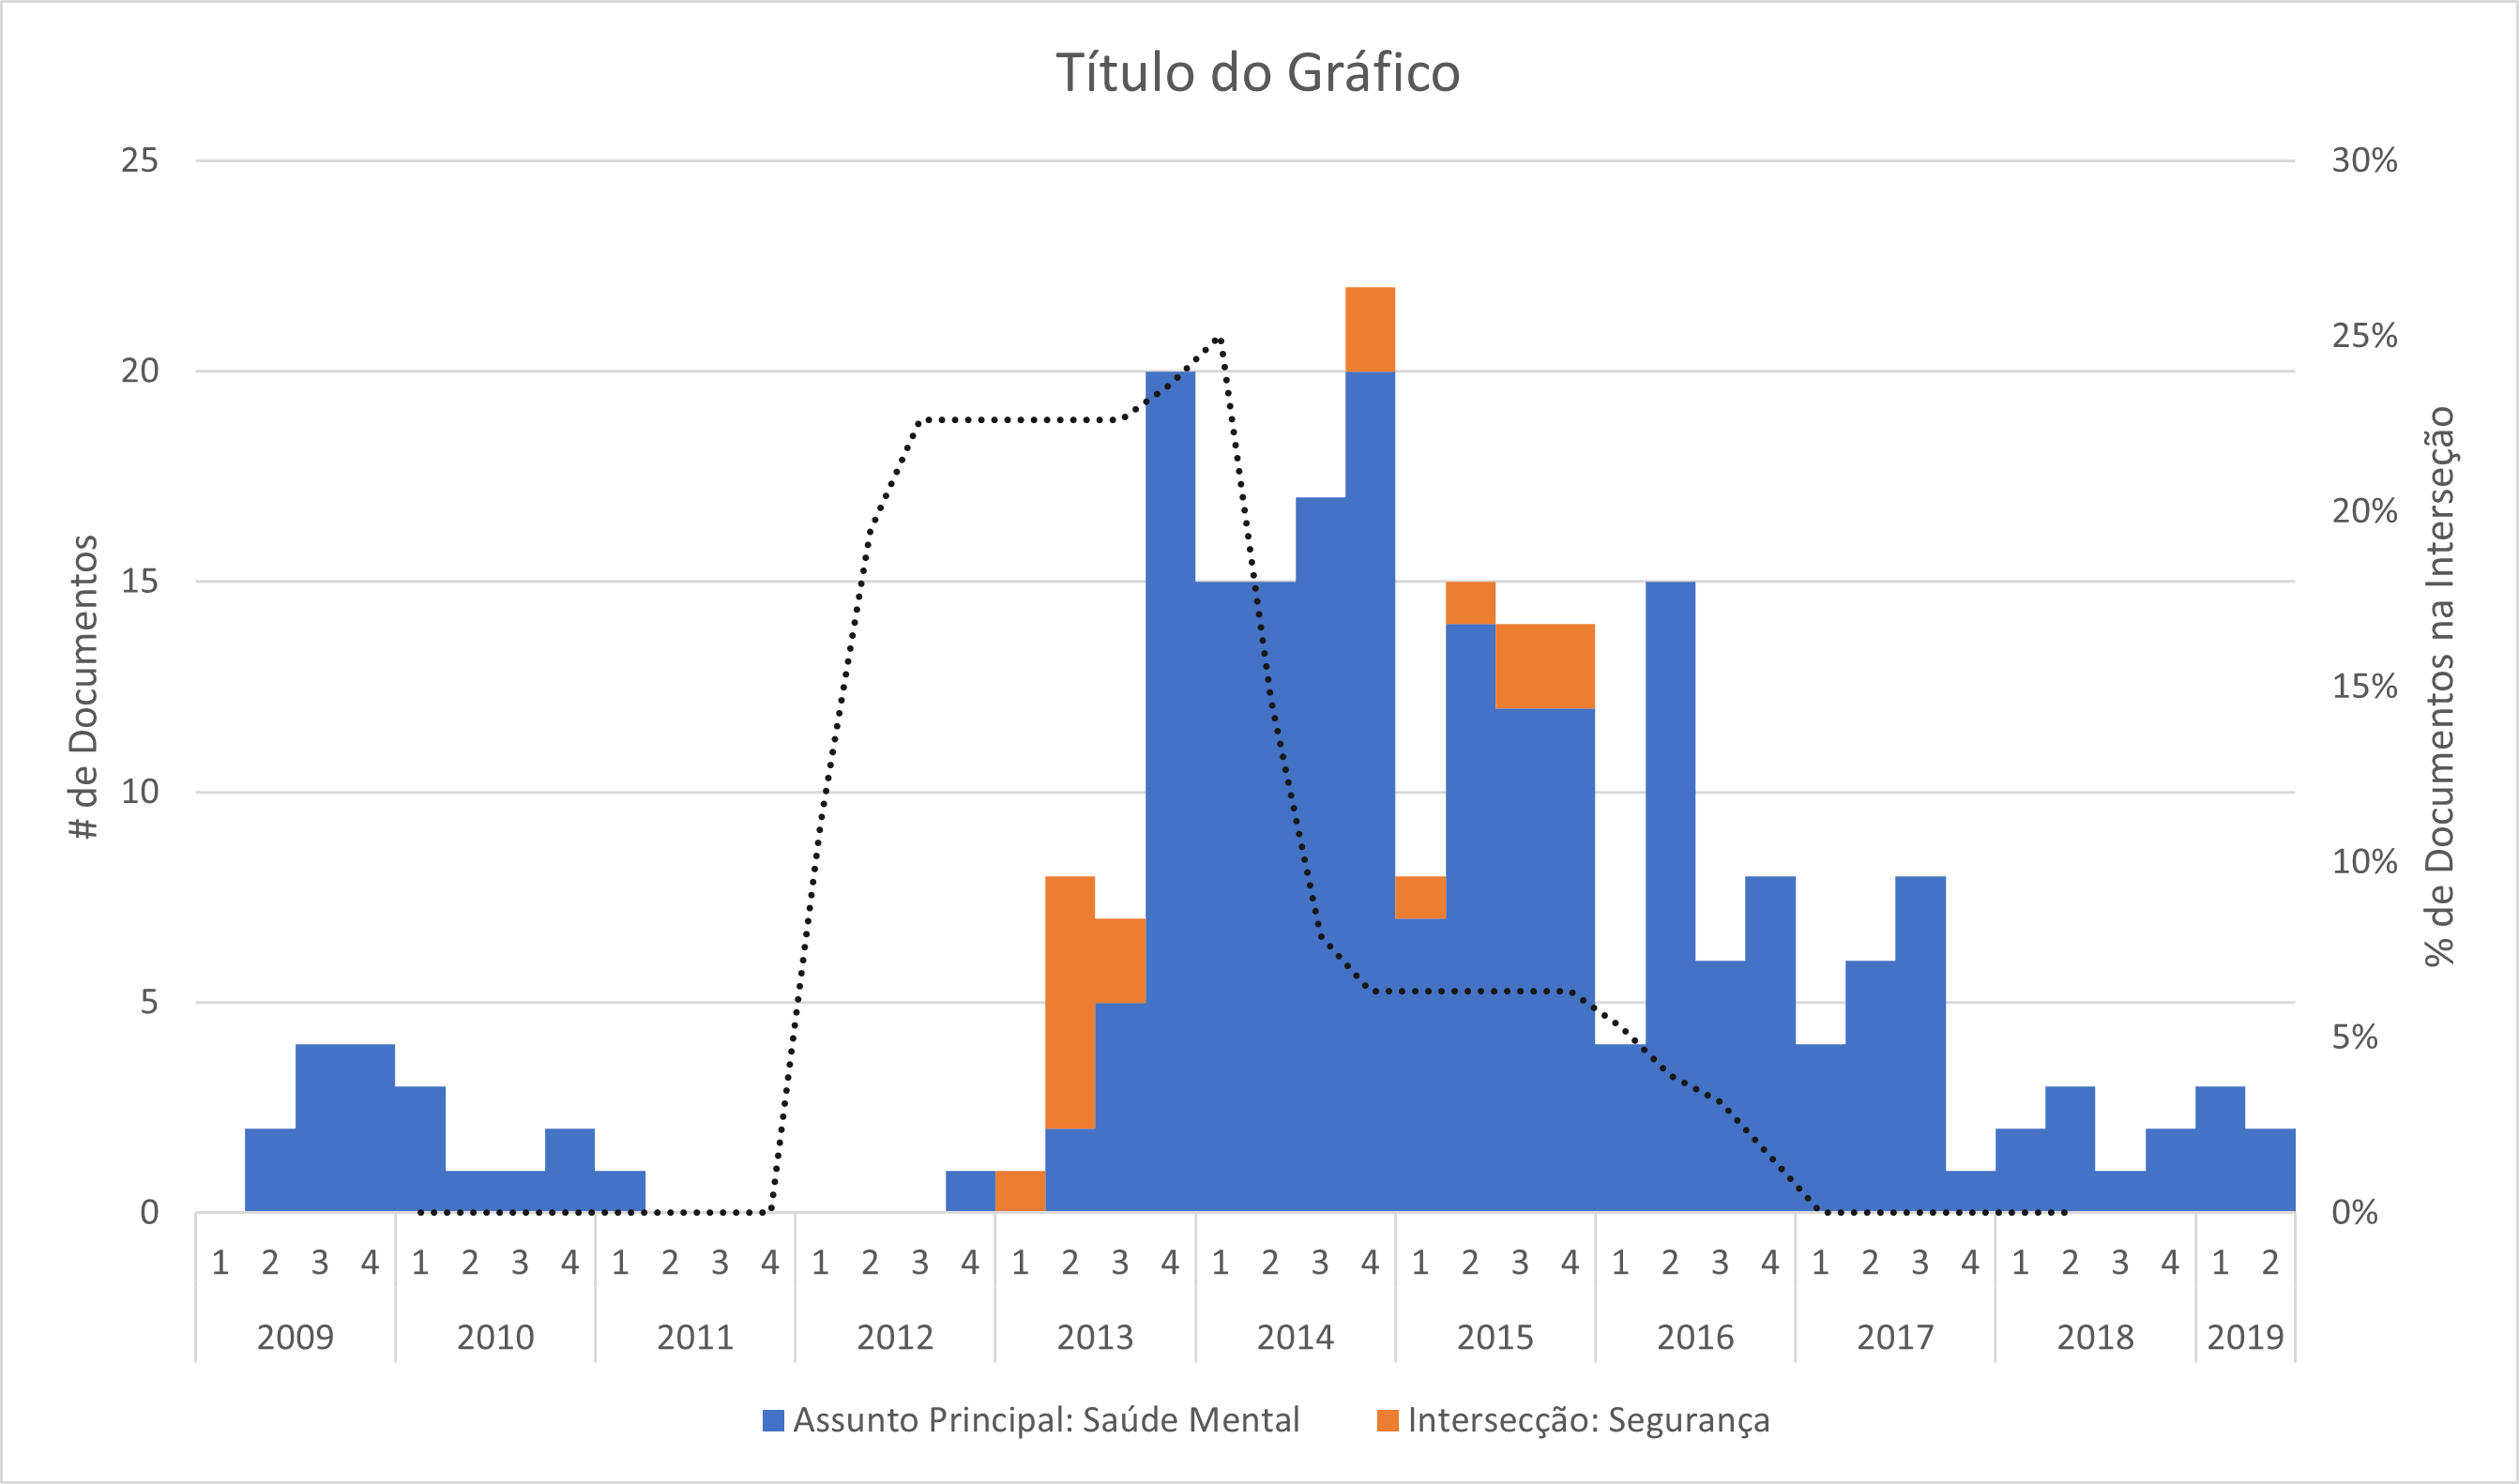 Título do Gráfico
25
20
15
10
5
0
# de Documentos
30%
25%
20%
15%
10%
5%
0%
% de Documentos na Interseção
1 2 3 4 1 2 3 4 1 2 3 4 1 2 3 4 1 2 3 4 1 2 3 4 1 2 3 4 1 2 3 4 1 2 3 4 1 2 3 4 1 2
2009 2010 2011 2012 2013 2014 2015 2016 2017 2018 2019
Assunto Principal: Saúde Mental Intersecção: Segurança